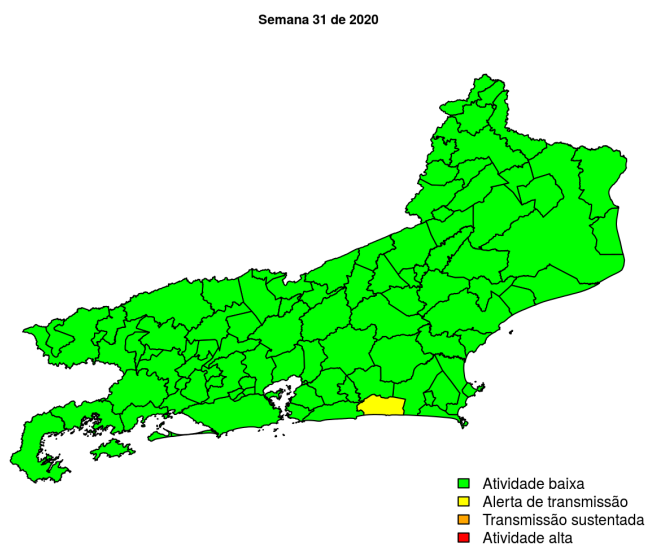 Semana 31 de 2020
Atividade baixa
Alerta de transmissão
Transmissão sustentada
Atividade alta